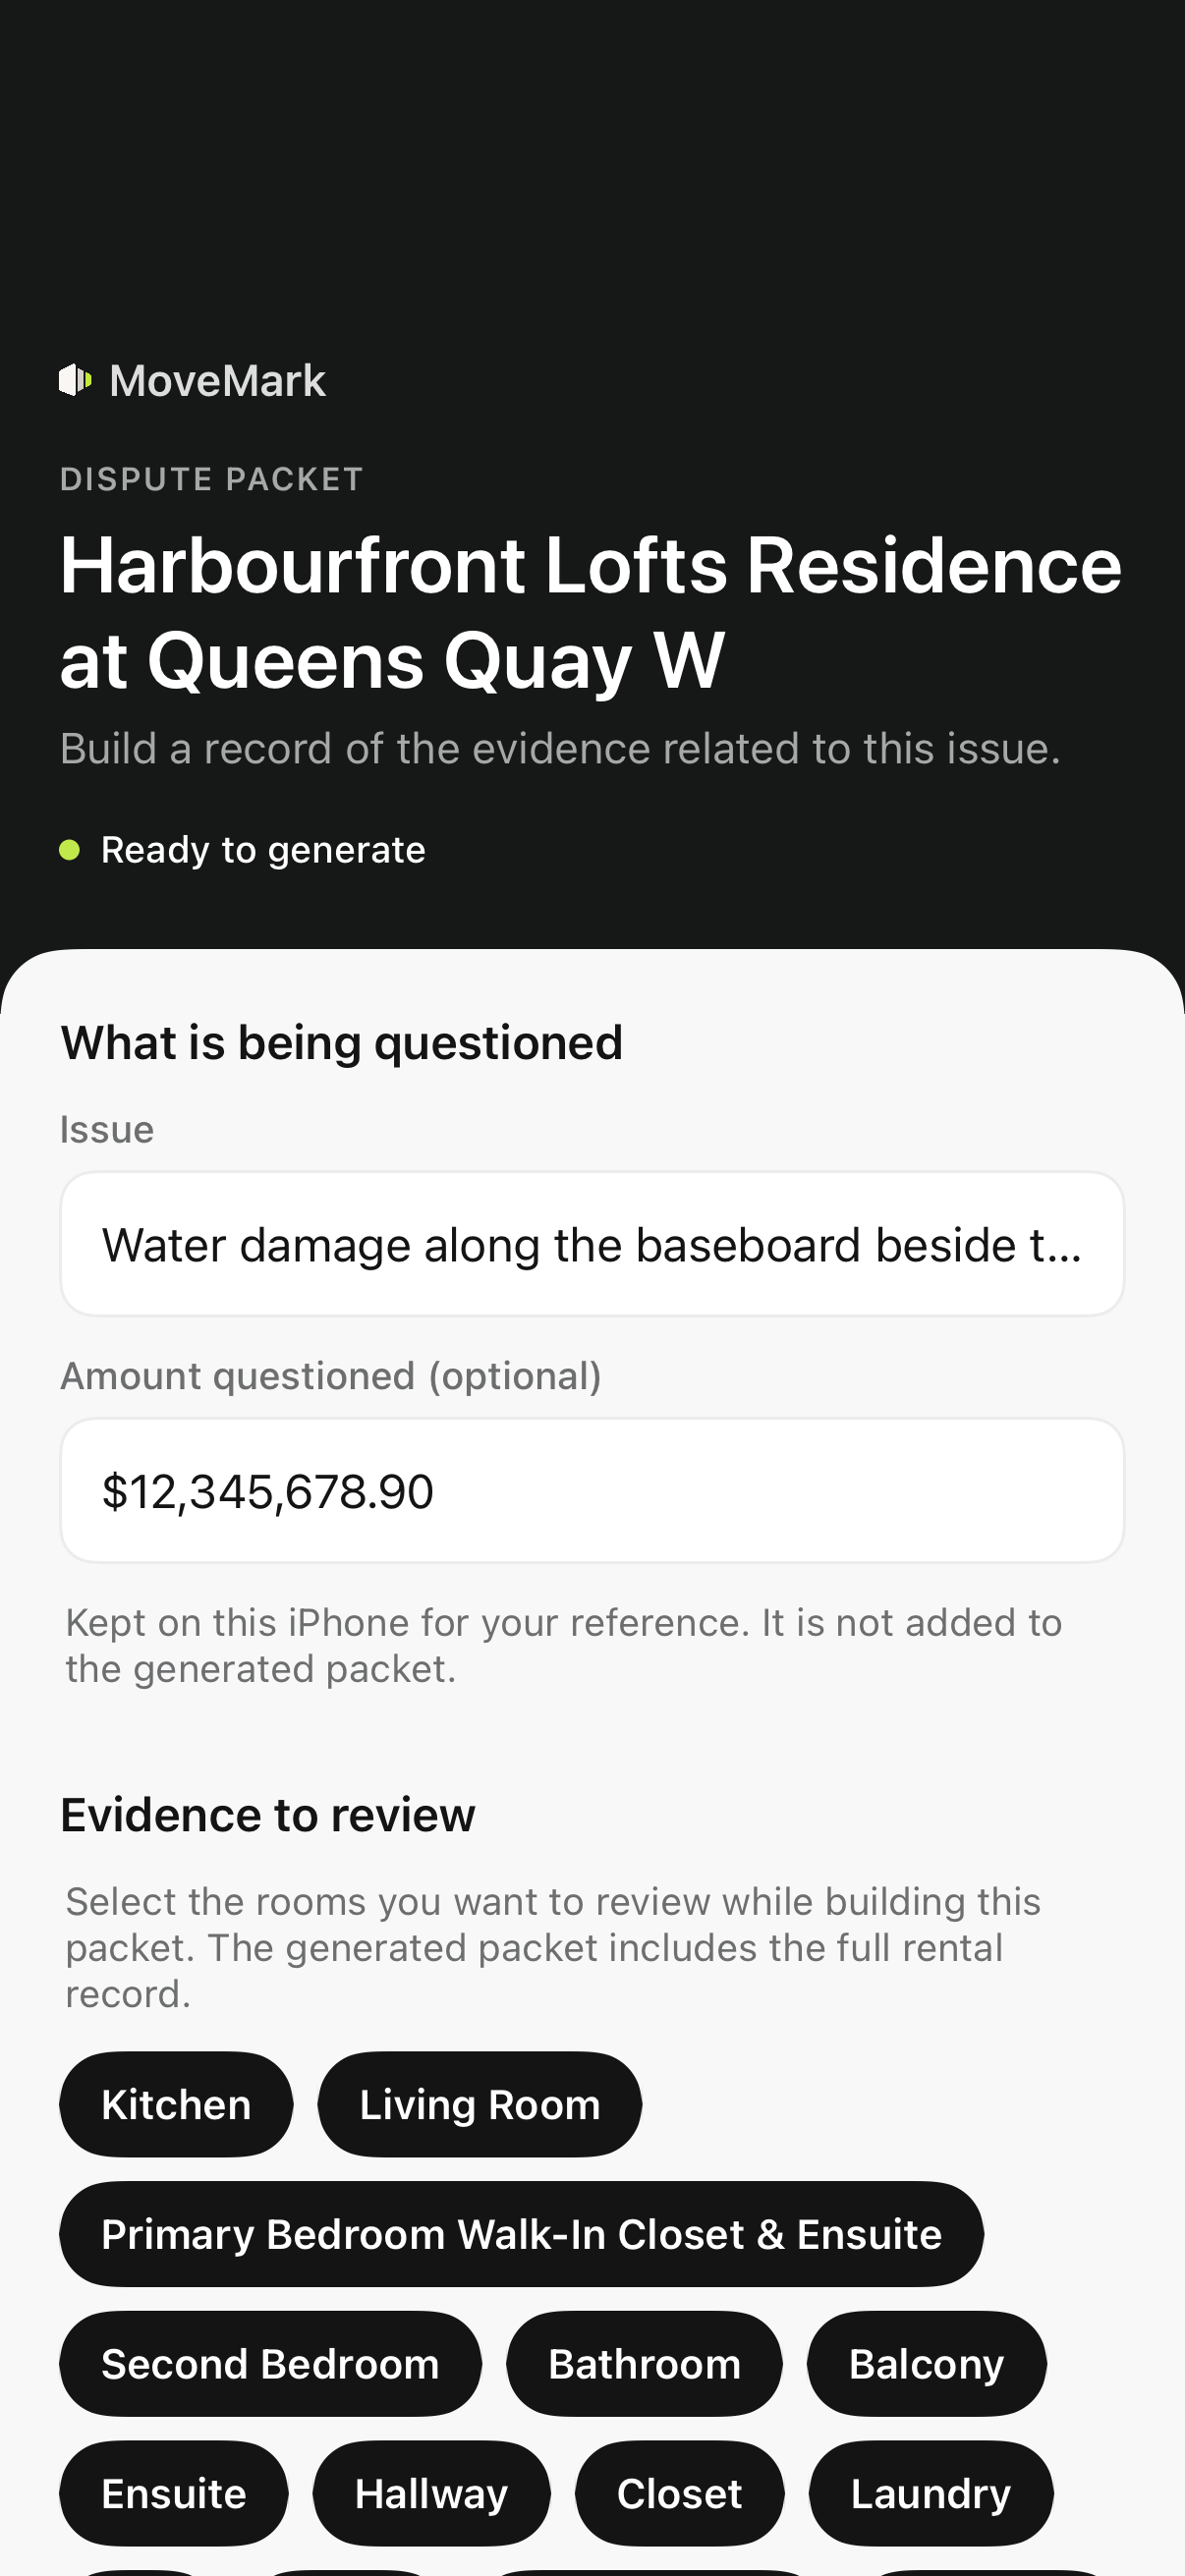 MoveMark
DISPUTE PACKET
Harbourfront Lofts Residence
at Queens Quay W
Build a record of the evidence related to this issue.
Ready to generate
What is being questioned
Issue
Water damage along the baseboard beside t...
Amount questioned (optional)
$12,345,678.90
Kept on this iPhone for your reference. It is not added to
the generated packet.
Evidence to review
Select the rooms you want to review while building this
packet. The generated packet includes the full rental
record.
Kitchen Living Room
Primary Bedroom Walk-In Closet & Ensuite
Second Bedroom Bathroom Balcony
Ensuite Hallway Closet Laundry